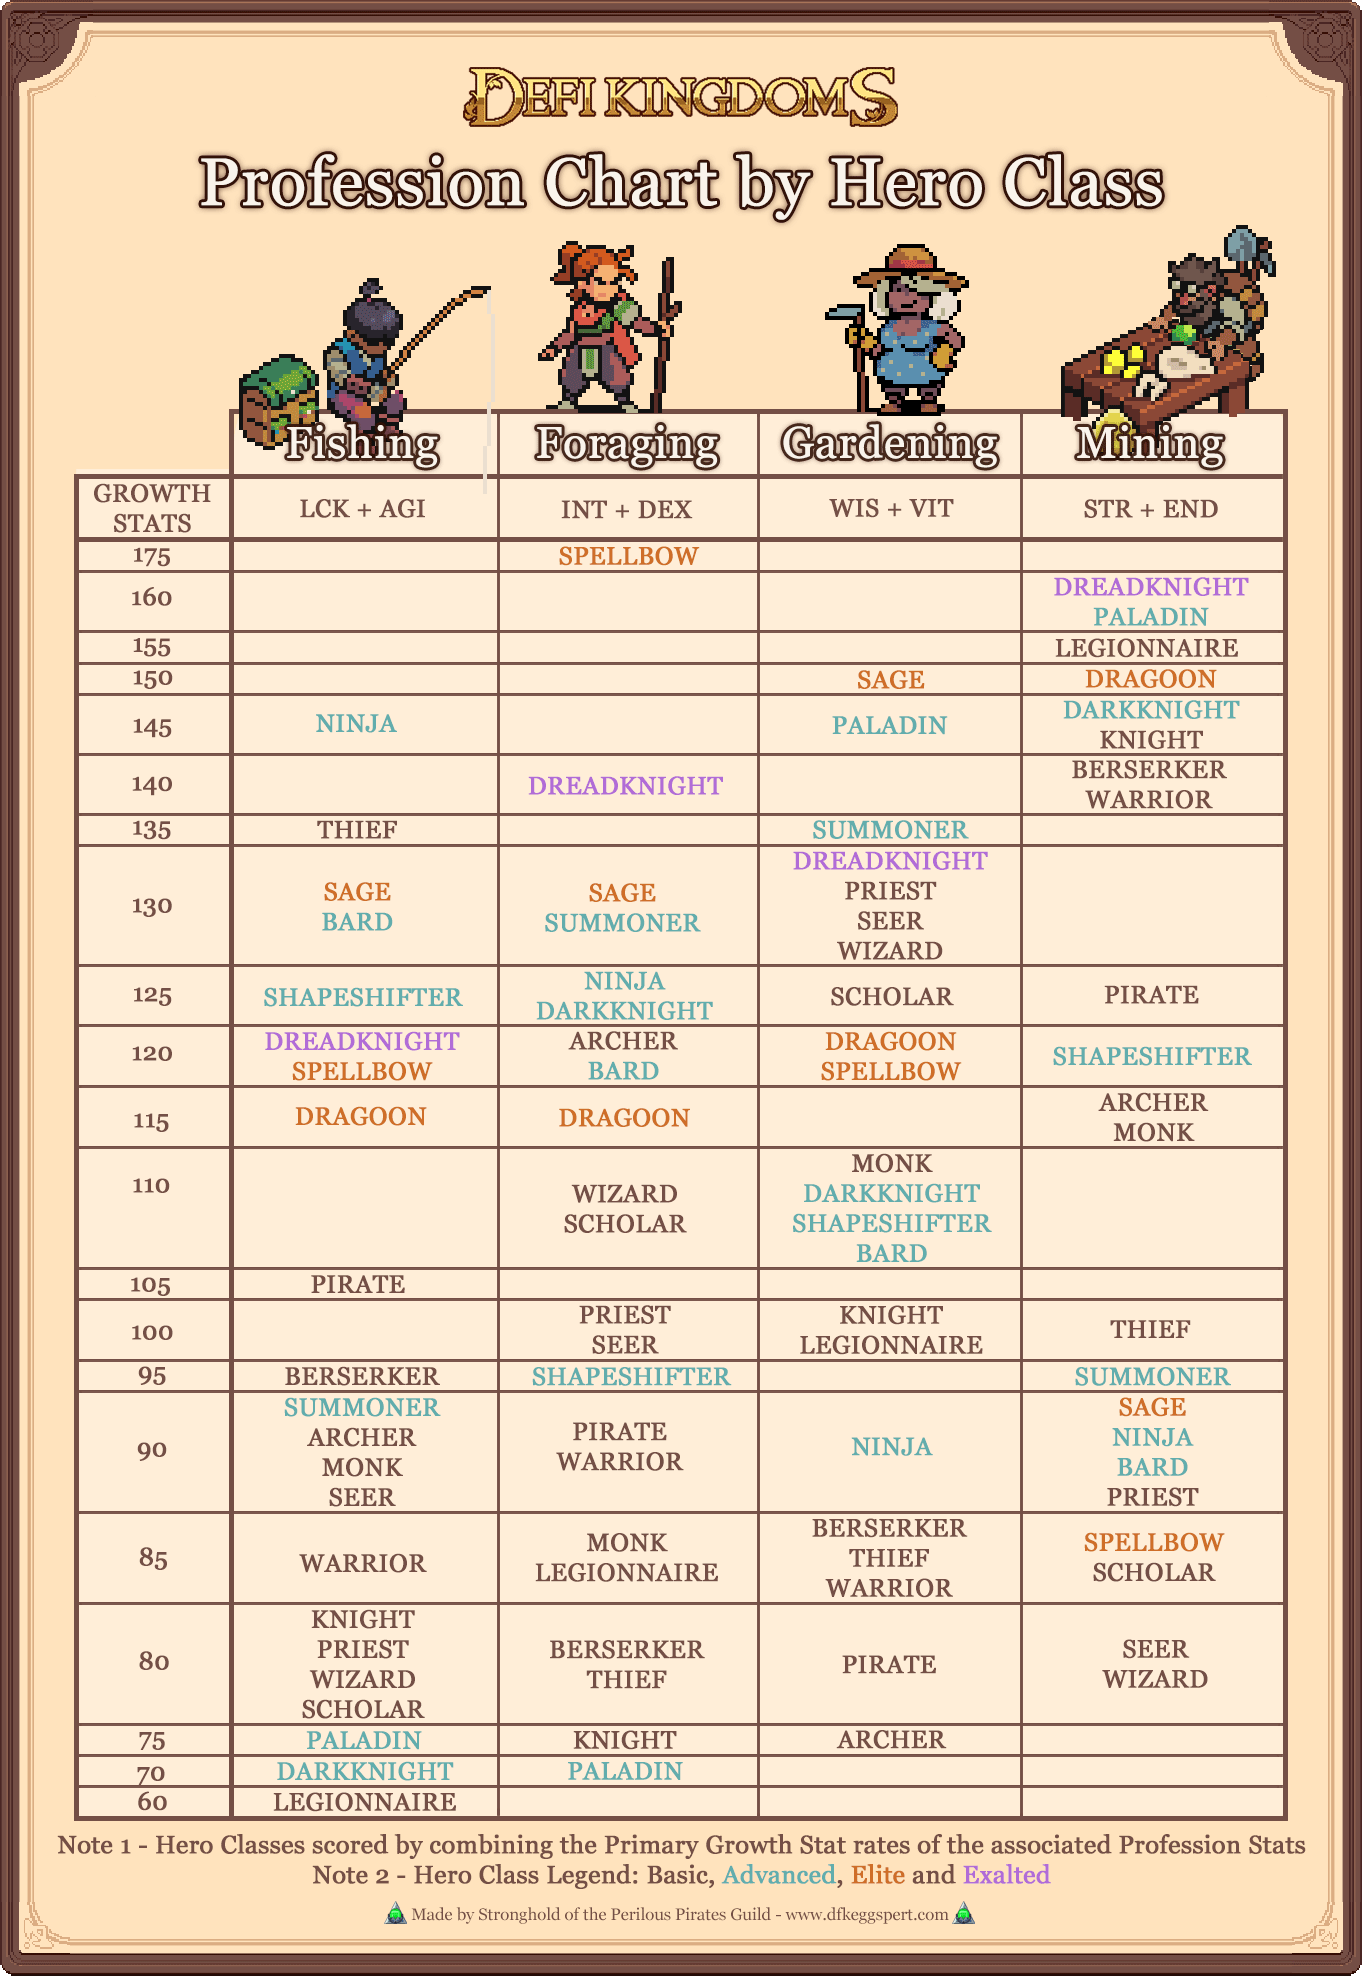 DEFI KINGDOMS
Profession Chart by Hero Class
Fishing Foraging Gardening Mining
GROWTH STATS LCK + AGI INT + DEX WIS + VIT STR + END
175 SPELLBOW
160 DREADKNIGHT
PALADIN
155 LEGIONNAIRE
150 SAGE DRAGOON
145 NINJA PALADIN DARKKNIGHT
KNIGHT
140 DREADKNIGHT BERSERKER
WARRIOR
135 THIEF SUMMONER
130 SAGE
BARD
SAGE
SUMMONER
DREADKNIGHT
PRIEST
SEER
WIZARD
125 SHAPESHIFTER
NINJA
DARKKNIGHT
SCHOLAR
PIRATE
120 DREADKNIGHT
SPELLBOW
ARCHER
BARD
DRAGOON
SPELLBOW
SHAPESHIFTER
115 DRAGOON DRAGOON ARCHER
MONK
110 WIZARD
SCHOLAR
MONK
DARKKNIGHT
SHAPESHIFTER
BARD
105 PIRATE
100 PRIEST
SEER
KNIGHT
LEGIONNAIRE
THIEF
95 BERSERKER SHAPESHIFTER SUMMONER
90 SUMMONER
ARCHER
MONK
SEER
PIRATE
WARRIOR
NINJA
SAGE
NINJA
BARD
PRIEST
85 WARRIOR
MONK
LEGIONNAIRE
BERSERKER
THIEF
WARRIOR
SPELLBOW
SCHOLAR
80 KNIGHT
PRIEST
WIZARD
SCHOLAR
BERSERKER
THIEF
PIRATE
SEER
WIZARD
75 PALADIN KNIGHT ARCHER
70 DARKKNIGHT PALADIN
60 LEGIONNAIRE
Note 1 - Hero Classes scored by combining the Primary Growth Stat rates of the associated Profession Stats
Note 2 - Hero Class Legend: Basic, Advanced, Elite and Exalted
Made by Stronghold of the Perilous Pirates Guild - www.dfkeggspert.com